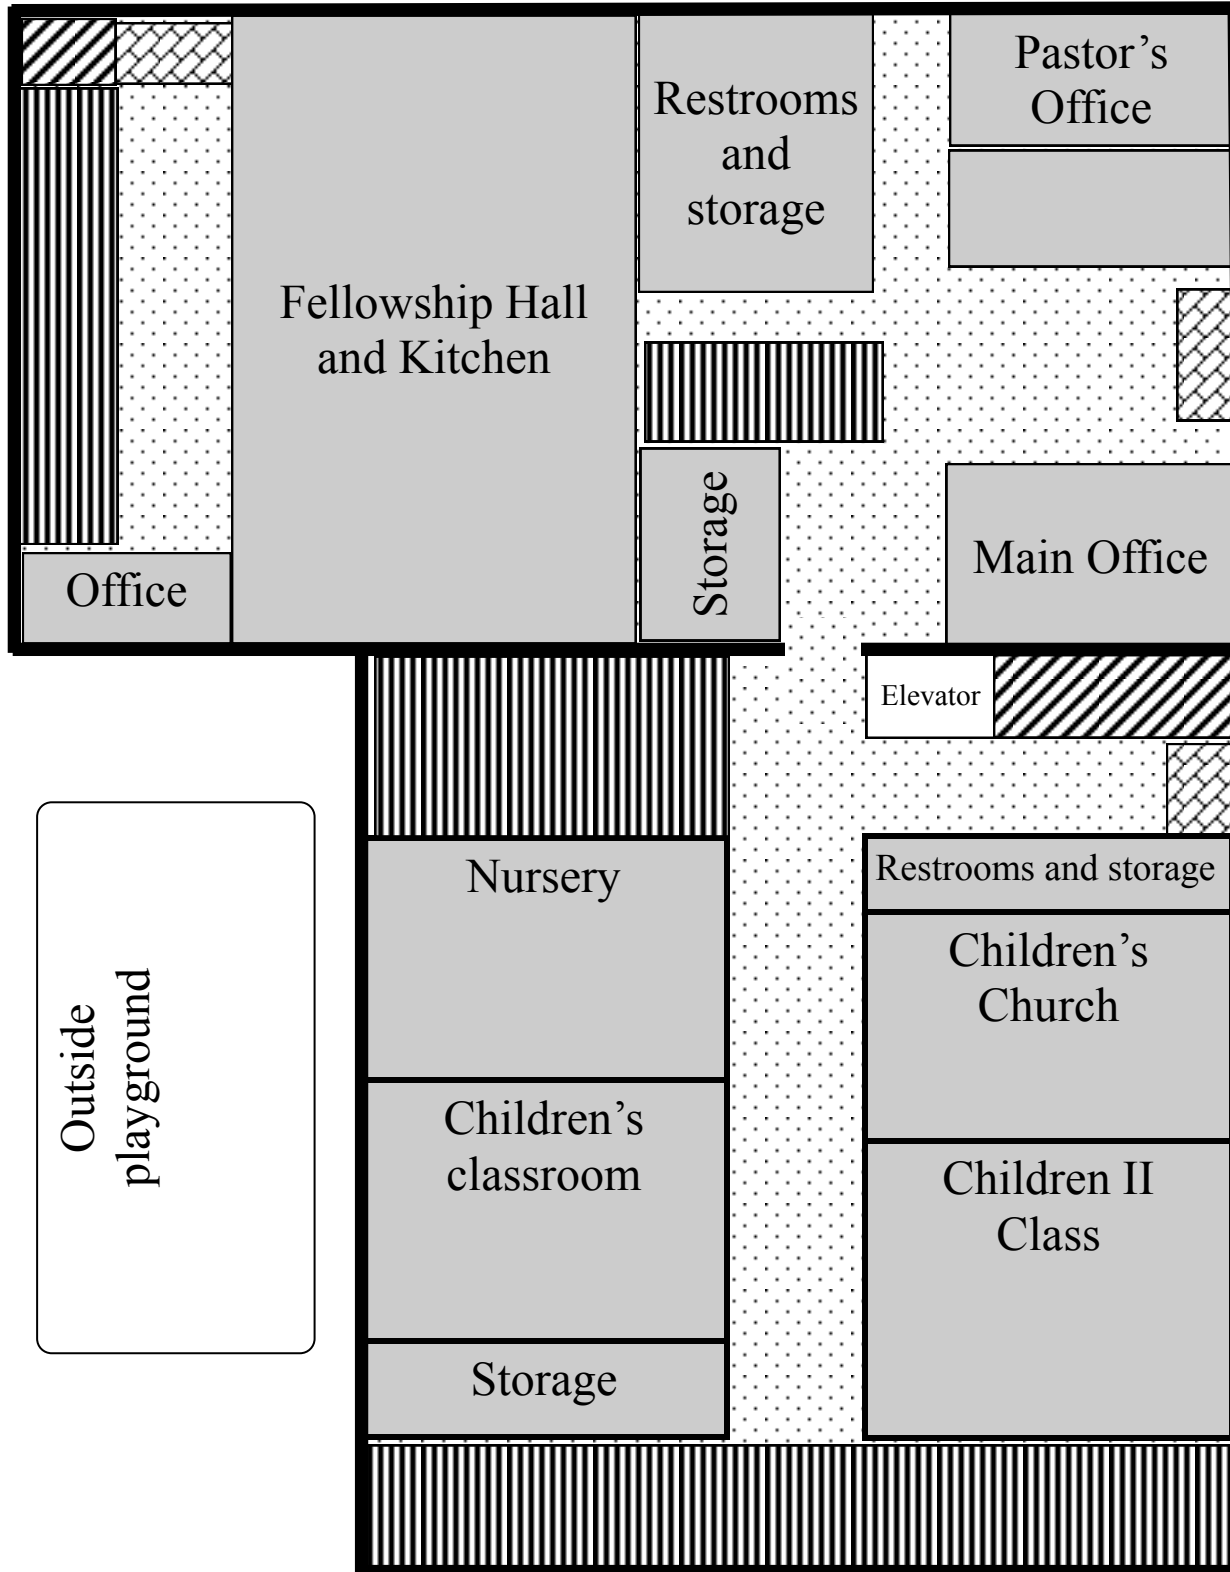 Pastor’s
Office
Restrooms
and
storage
Fellowship Hall
and Kitchen
Storage
Main Office
Office
Elevator
Nursery
Restrooms and storage
Children’s
Church
Outside
playground
Children’s
classroom
Children II
Class
Storage